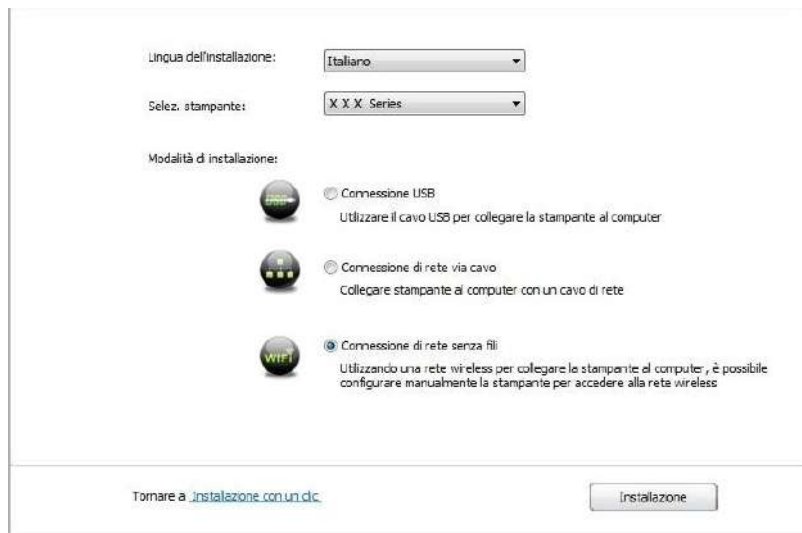 Lingua dell'installazione:
Italiano
Selez. stampante:
X X X Series
Modalità di installazione:
USB
Connessione USB
Utilizzare il cavo USB per collegare la stampante al computer
Connessione di rete via cavo
Collegare stampante al computer con un cavo di rete
WiFi
Connessione di rete senza fili
Utilizzando una rete wireless per collegare la stampante al computer, è possibile
configurare manualmente la stampante per accedere alla rete wireless
Tornare a Installazione con un clic
Installazione